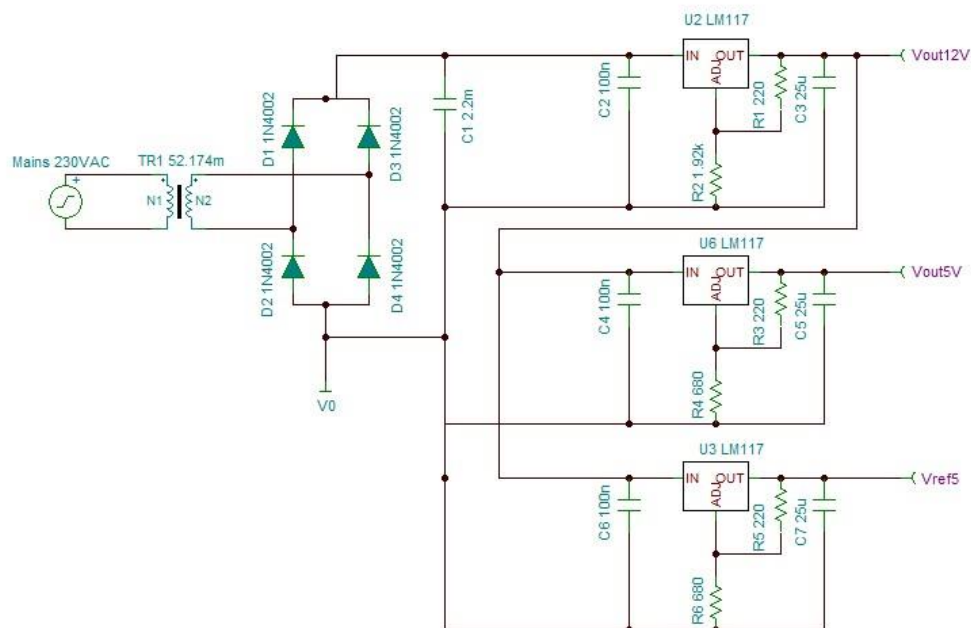 U2 LM117
IN OUT
ADJ
Vout12V
C1 2.2m
C2 100n
R1 220
C3 25u
R2 1.92k
D1 1N4002
D3 1N4002
Mains 230VAC
TR1 52.174m
+
N1
N2
D2 1N4002
D4 1N4002
V0
U6 LM117
IN OUT
ADJ
Vout5V
C4 100n
R3 220
C5 25u
R4 680
U3 LM117
IN OUT
ADJ
Vref5
C6 100n
R5 220
C7 25u
R6 680